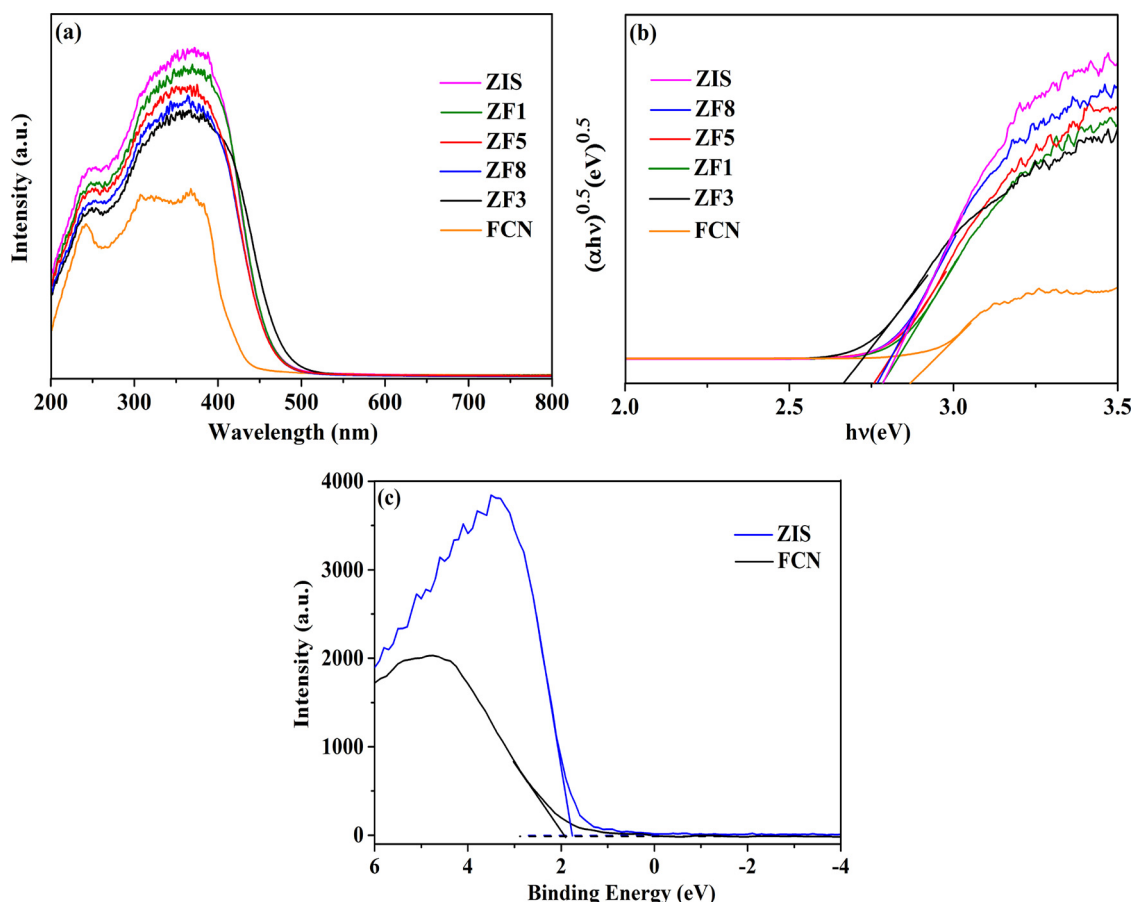 (a)
ZIS
ZF1
ZF5
ZF8
ZF3
FCN
Intensity (a.u.)
200 300 400 500 600 700 800
Wavelength (nm)
(b)
ZIS
ZF8
ZF5
ZF1
ZF3
FCN
(αhν)^0.5(eV)^0.5
2.0 2.5 3.0 3.5
hν(eV)
(c)
ZIS
FCN
4000
3000
2000
1000
0
Intensity (a.u.)
6 4 2 0 -2 -4
Binding Energy (eV)